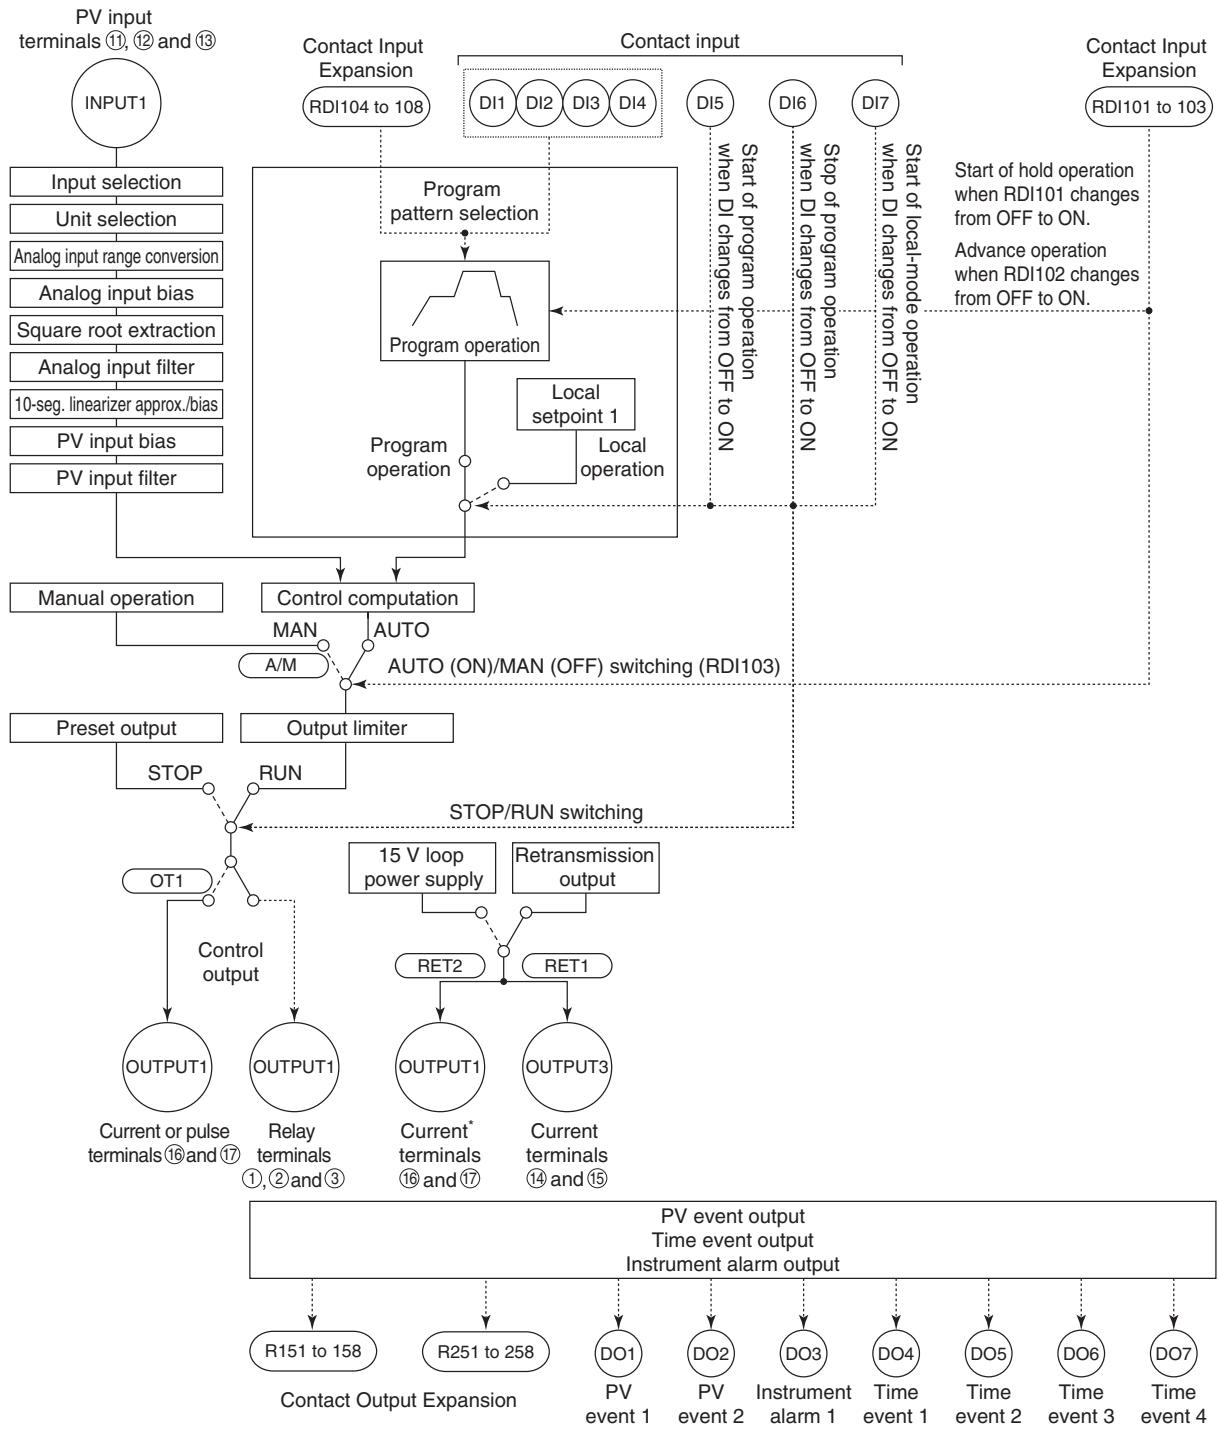 PV input
terminals ⑪, ⑫ and ⑬
INPUT1
Input selection
Unit selection
Analog input range conversion
Analog input bias
Square root extraction
Analog input filter
10-seg. linearizer approx./bias
PV input bias
PV input filter
Contact Input
Expansion
RDI104 to 108
Contact input
DI1
DI2
DI3
DI4
DI5
DI6
DI7
Contact Input
Expansion
RDI101 to 103
Start of program operation
when DI changes from OFF to ON
Stop of program operation
when DI changes from OFF to ON
Start of local-mode operation
when DI changes from OFF to ON
Start of hold operation
when RDI101 changes
from OFF to ON.
Advance operation
when RDI102 changes
from OFF to ON.
Program
pattern selection
Program operation
Local
setpoint 1
Program
operation
Local
operation
Manual operation
Control computation
MAN
AUTO
A/M
AUTO (ON)/MAN (OFF) switching (RDI103)
Preset output
Output limiter
STOP
RUN
STOP/RUN switching
OT1
Control
output
15 V loop
power supply
Retransmission
output
RET2
RET1
OUTPUT1
OUTPUT1
OUTPUT1
OUTPUT3
Current or pulse
terminals ⑯ and ⑰
Relay
terminals
①, ② and ③
Current*
terminals
⑯ and ⑰
Current
terminals
⑭ and ⑮
PV event output
Time event output
Instrument alarm output
R151 to 158
R251 to 258
Contact Output Expansion
DO1
DO2
DO3
DO4
DO5
DO6
DO7
PV
event 1
PV
event 2
Instrument
alarm 1
Time
event 1
Time
event 2
Time
event 3
Time
event 4